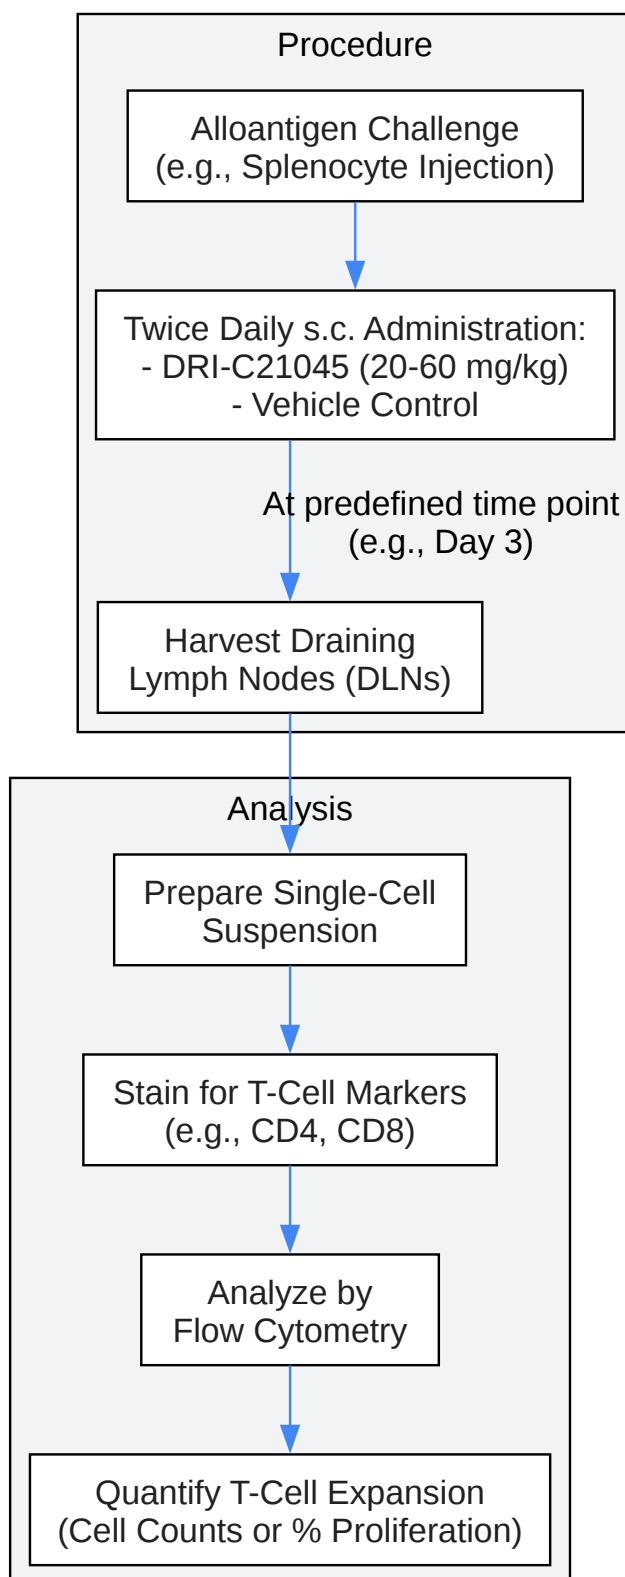 Procedure
Alloantigen Challenge
(e.g., Splenocyte Injection)
Twice Daily s.c. Administration:
- DRI-C21045 (20-60 mg/kg)
- Vehicle Control
At predefined time point
(e.g., Day 3)
Harvest Draining
Lymph Nodes (DLNs)
Analysis
Prepare Single-Cell
Suspension
Stain for T-Cell Markers
(e.g., CD4, CD8)
Analyze by
Flow Cytometry
Quantify T-Cell Expansion
(Cell Counts or % Proliferation)